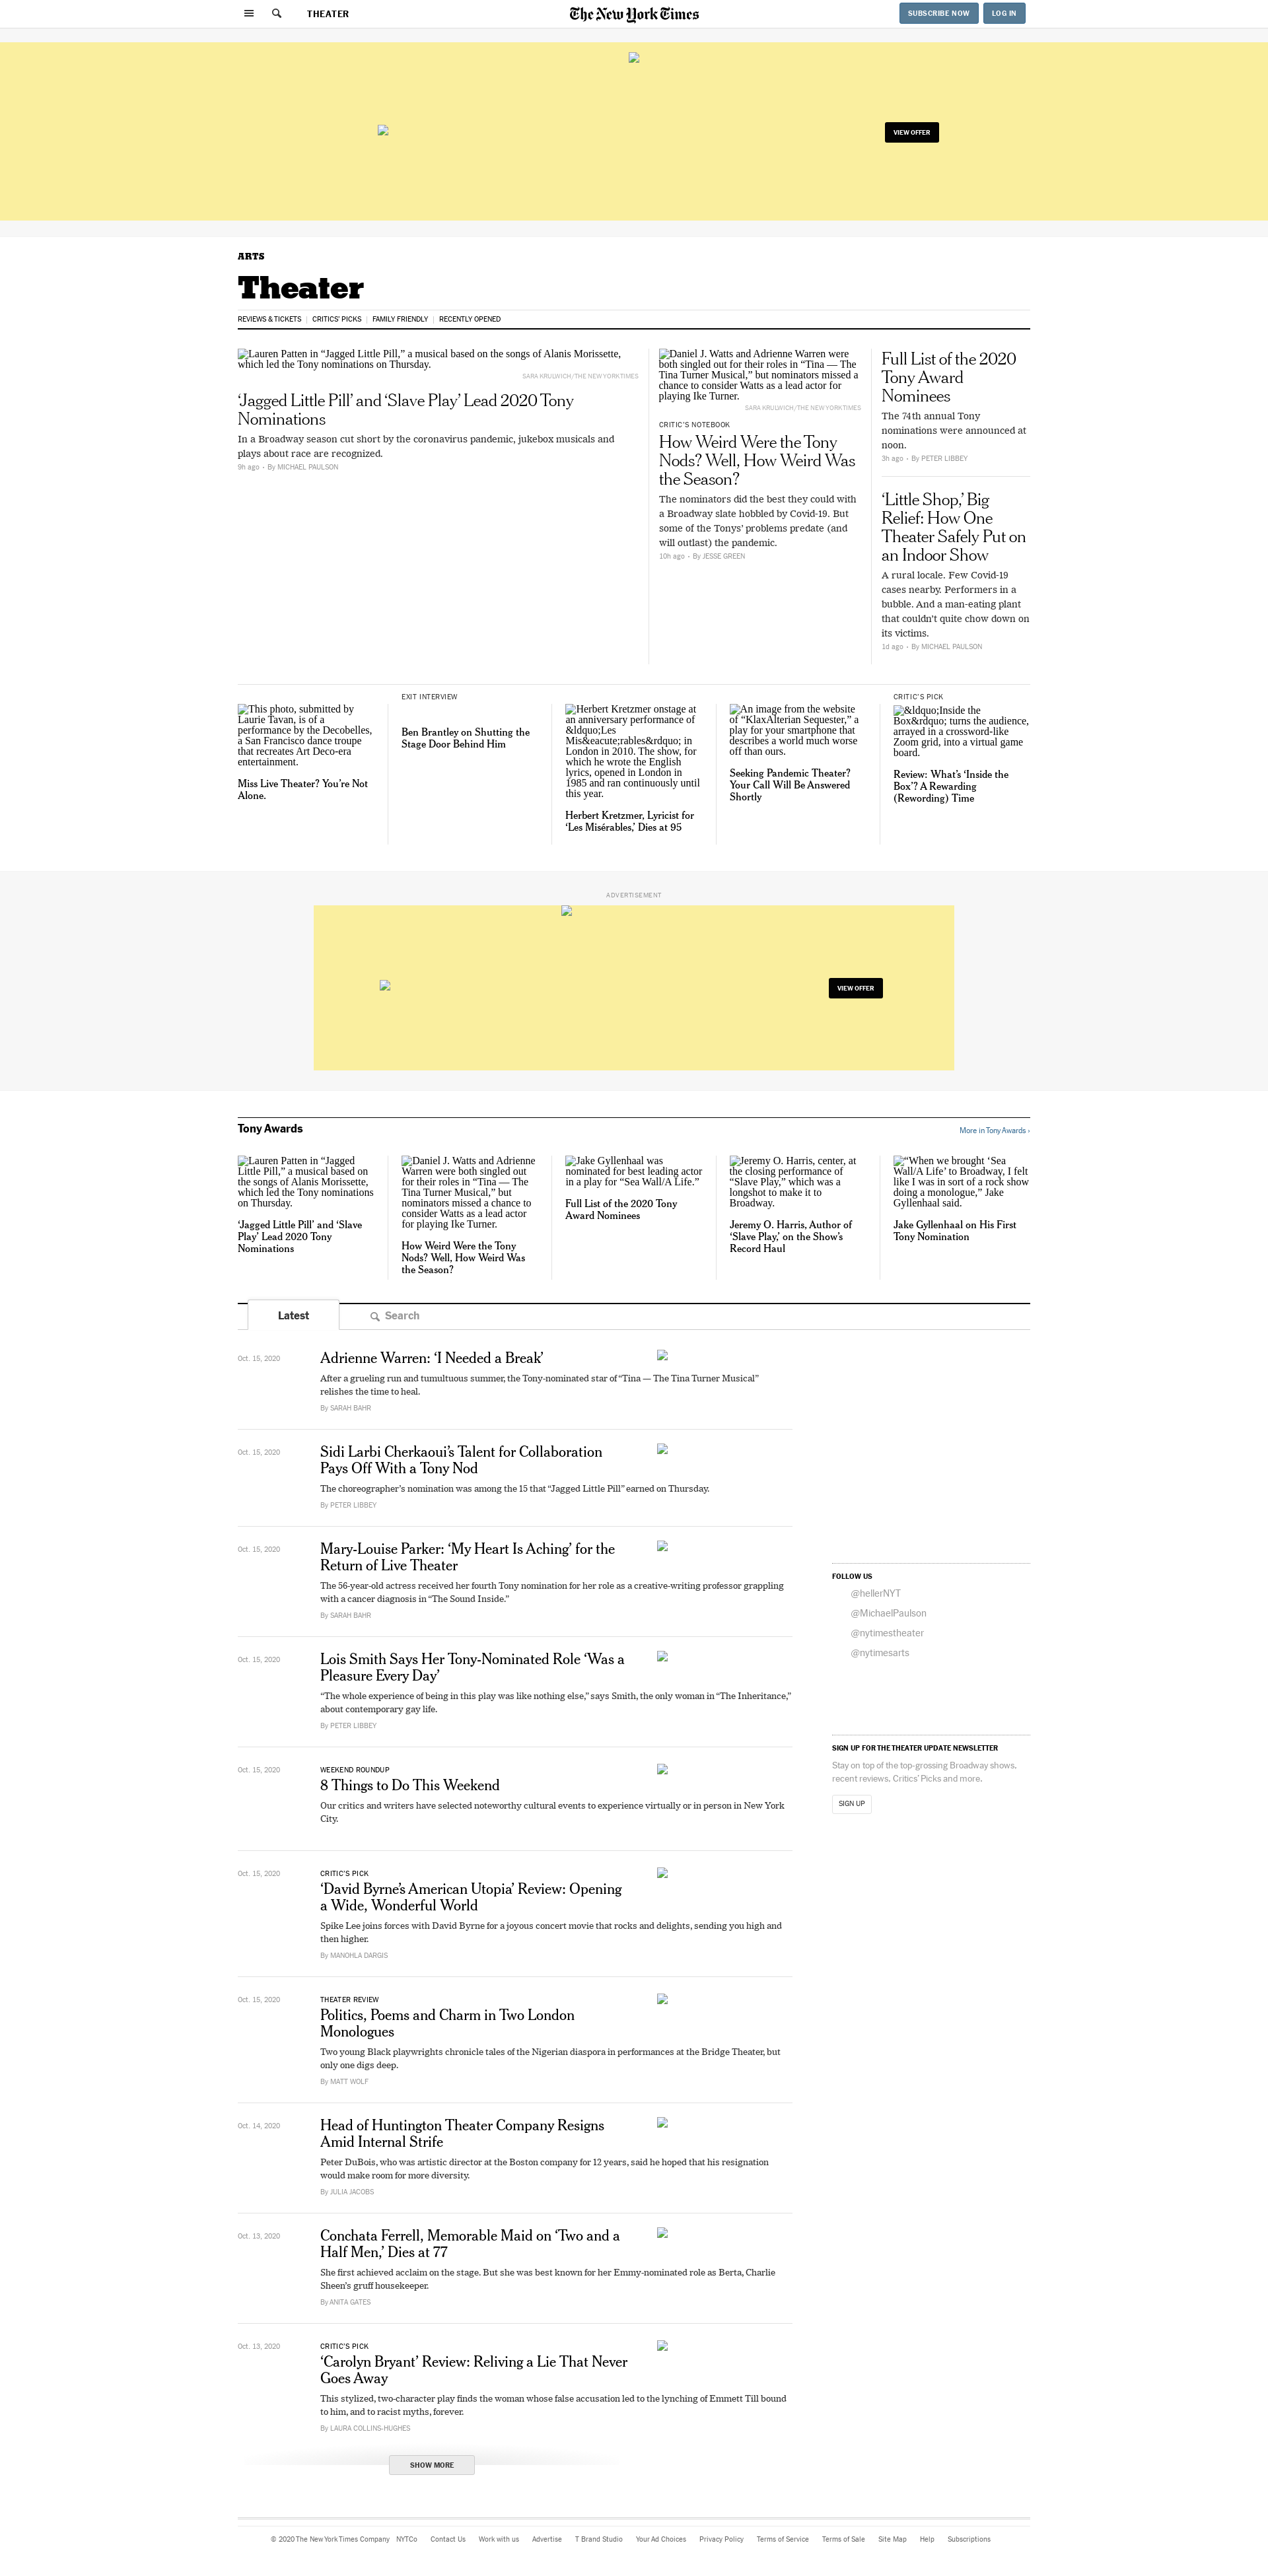 THEATER
The New York Times
SUBSCRIBE NOW
LOG IN
VIEW OFFER
ARTS
Theater
REVIEWS & TICKETS
CRITICS' PICKS
FAMILY FRIENDLY
RECENTLY OPENED
Lauren Patten in “Jagged Little Pill,” a musical based on the songs of Alanis Morissette,
which led the Tony nominations on Thursday.
SARA KRULWICH/THE NEW YORK TIMES
‘Jagged Little Pill’ and ‘Slave Play’ Lead 2020 Tony
Nominations
In a Broadway season cut short by the coronavirus pandemic, jukebox musicals and
plays about race are recognized.
9h ago • By MICHAEL PAULSON
Daniel J. Watts and Adrienne Warren were
both singled out for their roles in “Tina — The
Tina Turner Musical,” but nominators missed a
chance to consider Watts as a lead actor for
playing Ike Turner.
SARA KRULWICH/THE NEW YORK TIMES
CRITIC'S NOTEBOOK
How Weird Were the Tony
Nods? Well, How Weird Was
the Season?
The nominators did the best they could with
a Broadway slate hobbled by Covid-19. But
some of the Tonys’ problems predate (and
will outlast) the pandemic.
10h ago • By JESSE GREEN
Full List of the 2020
Tony Award
Nominees
The 74th annual Tony
nominations were announced at
noon.
3h ago • By PETER LIBBEY
‘Little Shop,’ Big
Relief: How One
Theater Safely Put on
an Indoor Show
A rural locale. Few Covid-19
cases nearby. Performers in a
bubble. And a man-eating plant
that couldn’t quite chow down on
its victims.
1d ago • By MICHAEL PAULSON
This photo, submitted by
Laurie Tavan, is of a
performance by the Decobelles,
a San Francisco dance troupe
that recreates Art Deco-era
entertainment.
Miss Live Theater? You’re Not
Alone.
EXIT INTERVIEW
Ben Brantley on Shutting the
Stage Door Behind Him
Herbert Kretzmer onstage at
an anniversary performance of
&ldquo;Les
Mis&eacute;rables&rdquo; in
London in 2010. The show, for
which he wrote the English
lyrics, opened in London in
1985 and ran continuously until
this year.
Herbert Kretzmer, Lyricist for
‘Les Misérables,’ Dies at 95
An image from the website
of “KlaxAlterian Sequester,” a
play for your smartphone that
describes a world much worse
off than ours.
Seeking Pandemic Theater?
Your Call Will Be Answered
Shortly
CRITIC'S PICK
&ldquo;Inside the
Box&rdquo; turns the audience,
arrayed in a crossword-like
Zoom grid, into a virtual game
board.
Review: What’s ‘Inside the
Box’? A Rewarding
(Rewording) Time
ADVERTISEMENT
VIEW OFFER
Tony Awards
More in Tony Awards ›
Lauren Patten in “Jagged
Little Pill,” a musical based on
the songs of Alanis Morissette,
which led the Tony nominations
on Thursday.
‘Jagged Little Pill’ and ‘Slave
Play’ Lead 2020 Tony
Nominations
Daniel J. Watts and Adrienne
Warren were both singled out
for their roles in “Tina — The
Tina Turner Musical,” but
nominators missed a chance to
consider Watts as a lead actor
for playing Ike Turner.
How Weird Were the Tony
Nods? Well, How Weird Was
the Season?
Jake Gyllenhaal was
nominated for best leading actor
in a play for “Sea Wall/A Life.”
Full List of the 2020 Tony
Award Nominees
Jeremy O. Harris, center, at
the closing performance of
“Slave Play,” which was a
longshot to make it to
Broadway.
Jeremy O. Harris, Author of
‘Slave Play,’ on the Show’s
Record Haul
“When we brought ‘Sea
Wall/A Life’ to Broadway, I felt
like I was in sort of a rock show
doing a monologue,” Jake
Gyllenhaal said.
Jake Gyllenhaal on His First
Tony Nomination
Latest
Search
Oct. 15, 2020
Adrienne Warren: ‘I Needed a Break’
After a grueling run and tumultuous summer, the Tony-nominated star of “Tina — The Tina Turner Musical”
relishes the time to heal.
By SARAH BAHR
Oct. 15, 2020
Sidi Larbi Cherkaoui’s Talent for Collaboration
Pays Off With a Tony Nod
The choreographer’s nomination was among the 15 that “Jagged Little Pill” earned on Thursday.
By PETER LIBBEY
Oct. 15, 2020
Mary-Louise Parker: ‘My Heart Is Aching’ for the
Return of Live Theater
The 56-year-old actress received her fourth Tony nomination for her role as a creative-writing professor grappling
with a cancer diagnosis in “The Sound Inside.”
By SARAH BAHR
Oct. 15, 2020
Lois Smith Says Her Tony-Nominated Role ‘Was a
Pleasure Every Day’
“The whole experience of being in this play was like nothing else,” says Smith, the only woman in “The Inheritance,”
about contemporary gay life.
By PETER LIBBEY
Oct. 15, 2020
WEEKEND ROUNDUP
8 Things to Do This Weekend
Our critics and writers have selected noteworthy cultural events to experience virtually or in person in New York
City.
Oct. 15, 2020
CRITIC'S PICK
‘David Byrne’s American Utopia’ Review: Opening
a Wide, Wonderful World
Spike Lee joins forces with David Byrne for a joyous concert movie that rocks and delights, sending you high and
then higher.
By MANOHLA DARGIS
Oct. 15, 2020
THEATER REVIEW
Politics, Poems and Charm in Two London
Monologues
Two young Black playwrights chronicle tales of the Nigerian diaspora in performances at the Bridge Theater, but
only one digs deep.
By MATT WOLF
Oct. 14, 2020
Head of Huntington Theater Company Resigns
Amid Internal Strife
Peter DuBois, who was artistic director at the Boston company for 12 years, said he hoped that his resignation
would make room for more diversity.
By JULIA JACOBS
Oct. 13, 2020
Conchata Ferrell, Memorable Maid on ‘Two and a
Half Men,’ Dies at 77
She first achieved acclaim on the stage. But she was best known for her Emmy-nominated role as Berta, Charlie
Sheen’s gruff housekeeper.
By ANITA GATES
Oct. 13, 2020
CRITIC'S PICK
‘Carolyn Bryant’ Review: Reliving a Lie That Never
Goes Away
This stylized, two-character play finds the woman whose false accusation led to the lynching of Emmett Till bound
to him, and to racist myths, forever.
By LAURA COLLINS-HUGHES
SHOW MORE
FOLLOW US
@hellerNYT
@MichaelPaulson
@nytimestheater
@nytimesarts
SIGN UP FOR THE THEATER UPDATE NEWSLETTER
Stay on top of the top-grossing Broadway shows,
recent reviews, Critics’ Picks and more.
SIGN UP
© 2020 The New York Times Company
NYTCo
Contact Us
Work with us
Advertise
T Brand Studio
Your Ad Choices
Privacy Policy
Terms of Service
Terms of Sale
Site Map
Help
Subscriptions